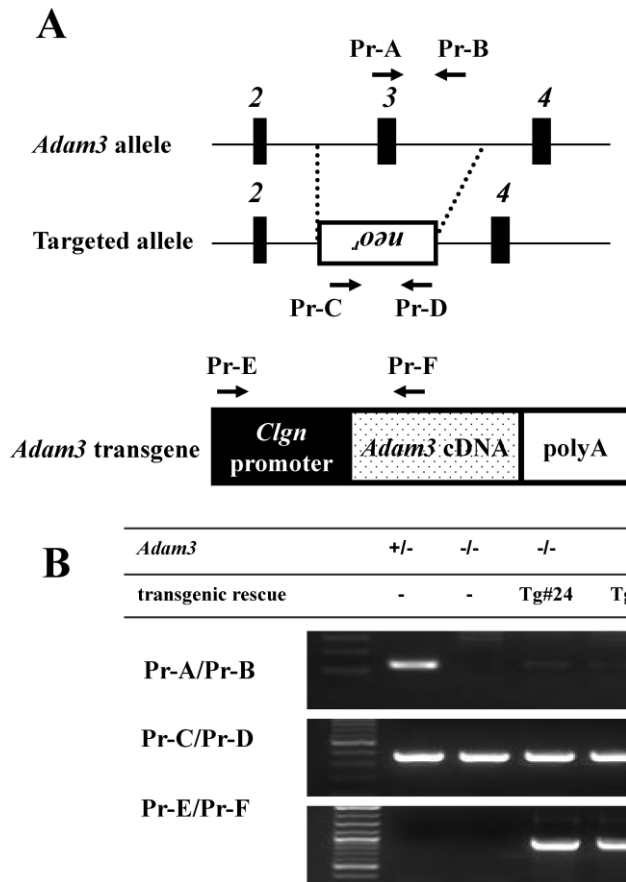 A
Pr-A Pr-B
2 3 4
Adam3 allele
2 4
Targeted allele
neo^r
Pr-C Pr-D
Pr-E Pr-F
Adam3 transgene
Clgn promoter
Adam3 cDNA
polyA
B
Adam3 +/- -/- -/-
transgenic rescue - - Tg#24 Tg
Pr-A/Pr-B
Pr-C/Pr-D
Pr-E/Pr-F